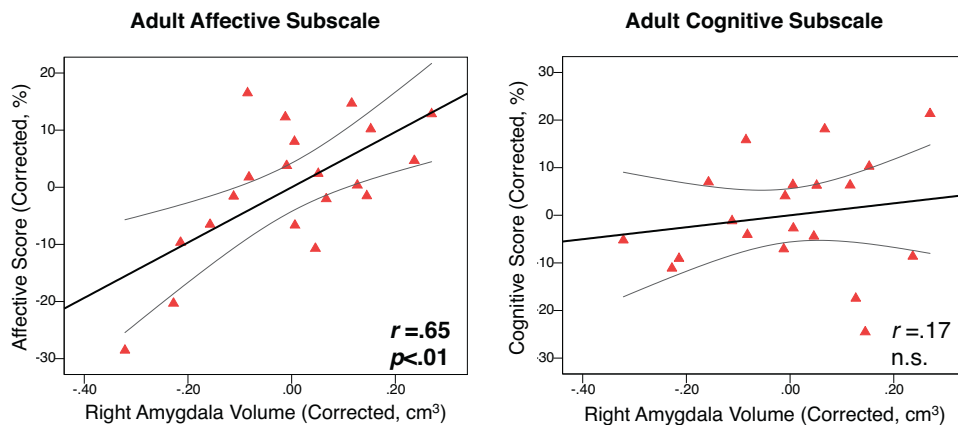 Adult Affective Subscale
Affective Score (Corrected, %)
20
10
0
-10
-20
-30
r=.65
p<.01
-.40
-.20
.00
.20
Right Amygdala Volume (Corrected, cm³)
Adult Cognitive Subscale
Cognitive Score (Corrected, %)
30
20
10
0
-10
-20
-30
r=.17
n.s.
-.40
-.20
.00
.20
Right Amygdala Volume (Corrected, cm³)